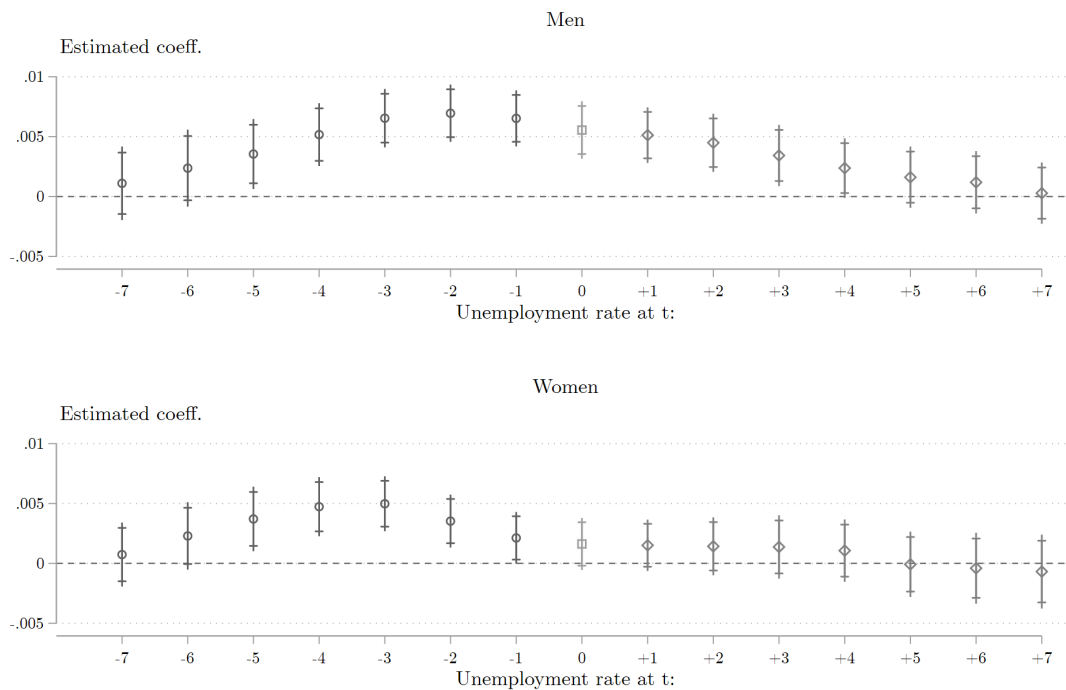 Men
Estimated coeff.
.01
.005
0
-.005
-7 -6 -5 -4 -3 -2 -1 0 +1 +2 +3 +4 +5 +6 +7
Unemployment rate at t:
Women
Estimated coeff.
.01
.005
0
-.005
-7 -6 -5 -4 -3 -2 -1 0 +1 +2 +3 +4 +5 +6 +7
Unemployment rate at t: